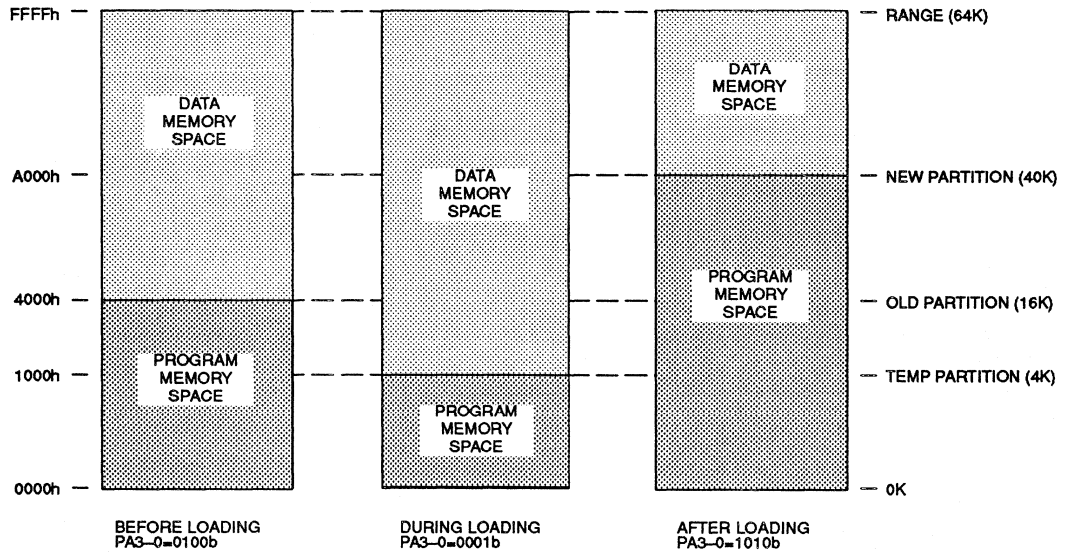 FFFFh
A000h
4000h
1000h
0000h
DATA
MEMORY
SPACE
PROGRAM
MEMORY
SPACE
BEFORE LOADING
PA3–0=0100b
DATA
MEMORY
SPACE
PROGRAM
MEMORY
SPACE
DURING LOADING
PA3–0=0001b
DATA
MEMORY
SPACE
PROGRAM
MEMORY
SPACE
AFTER LOADING
PA3–0=1010b
RANGE (64K)
NEW PARTITION (40K)
OLD PARTITION (16K)
TEMP PARTITION (4K)
0K